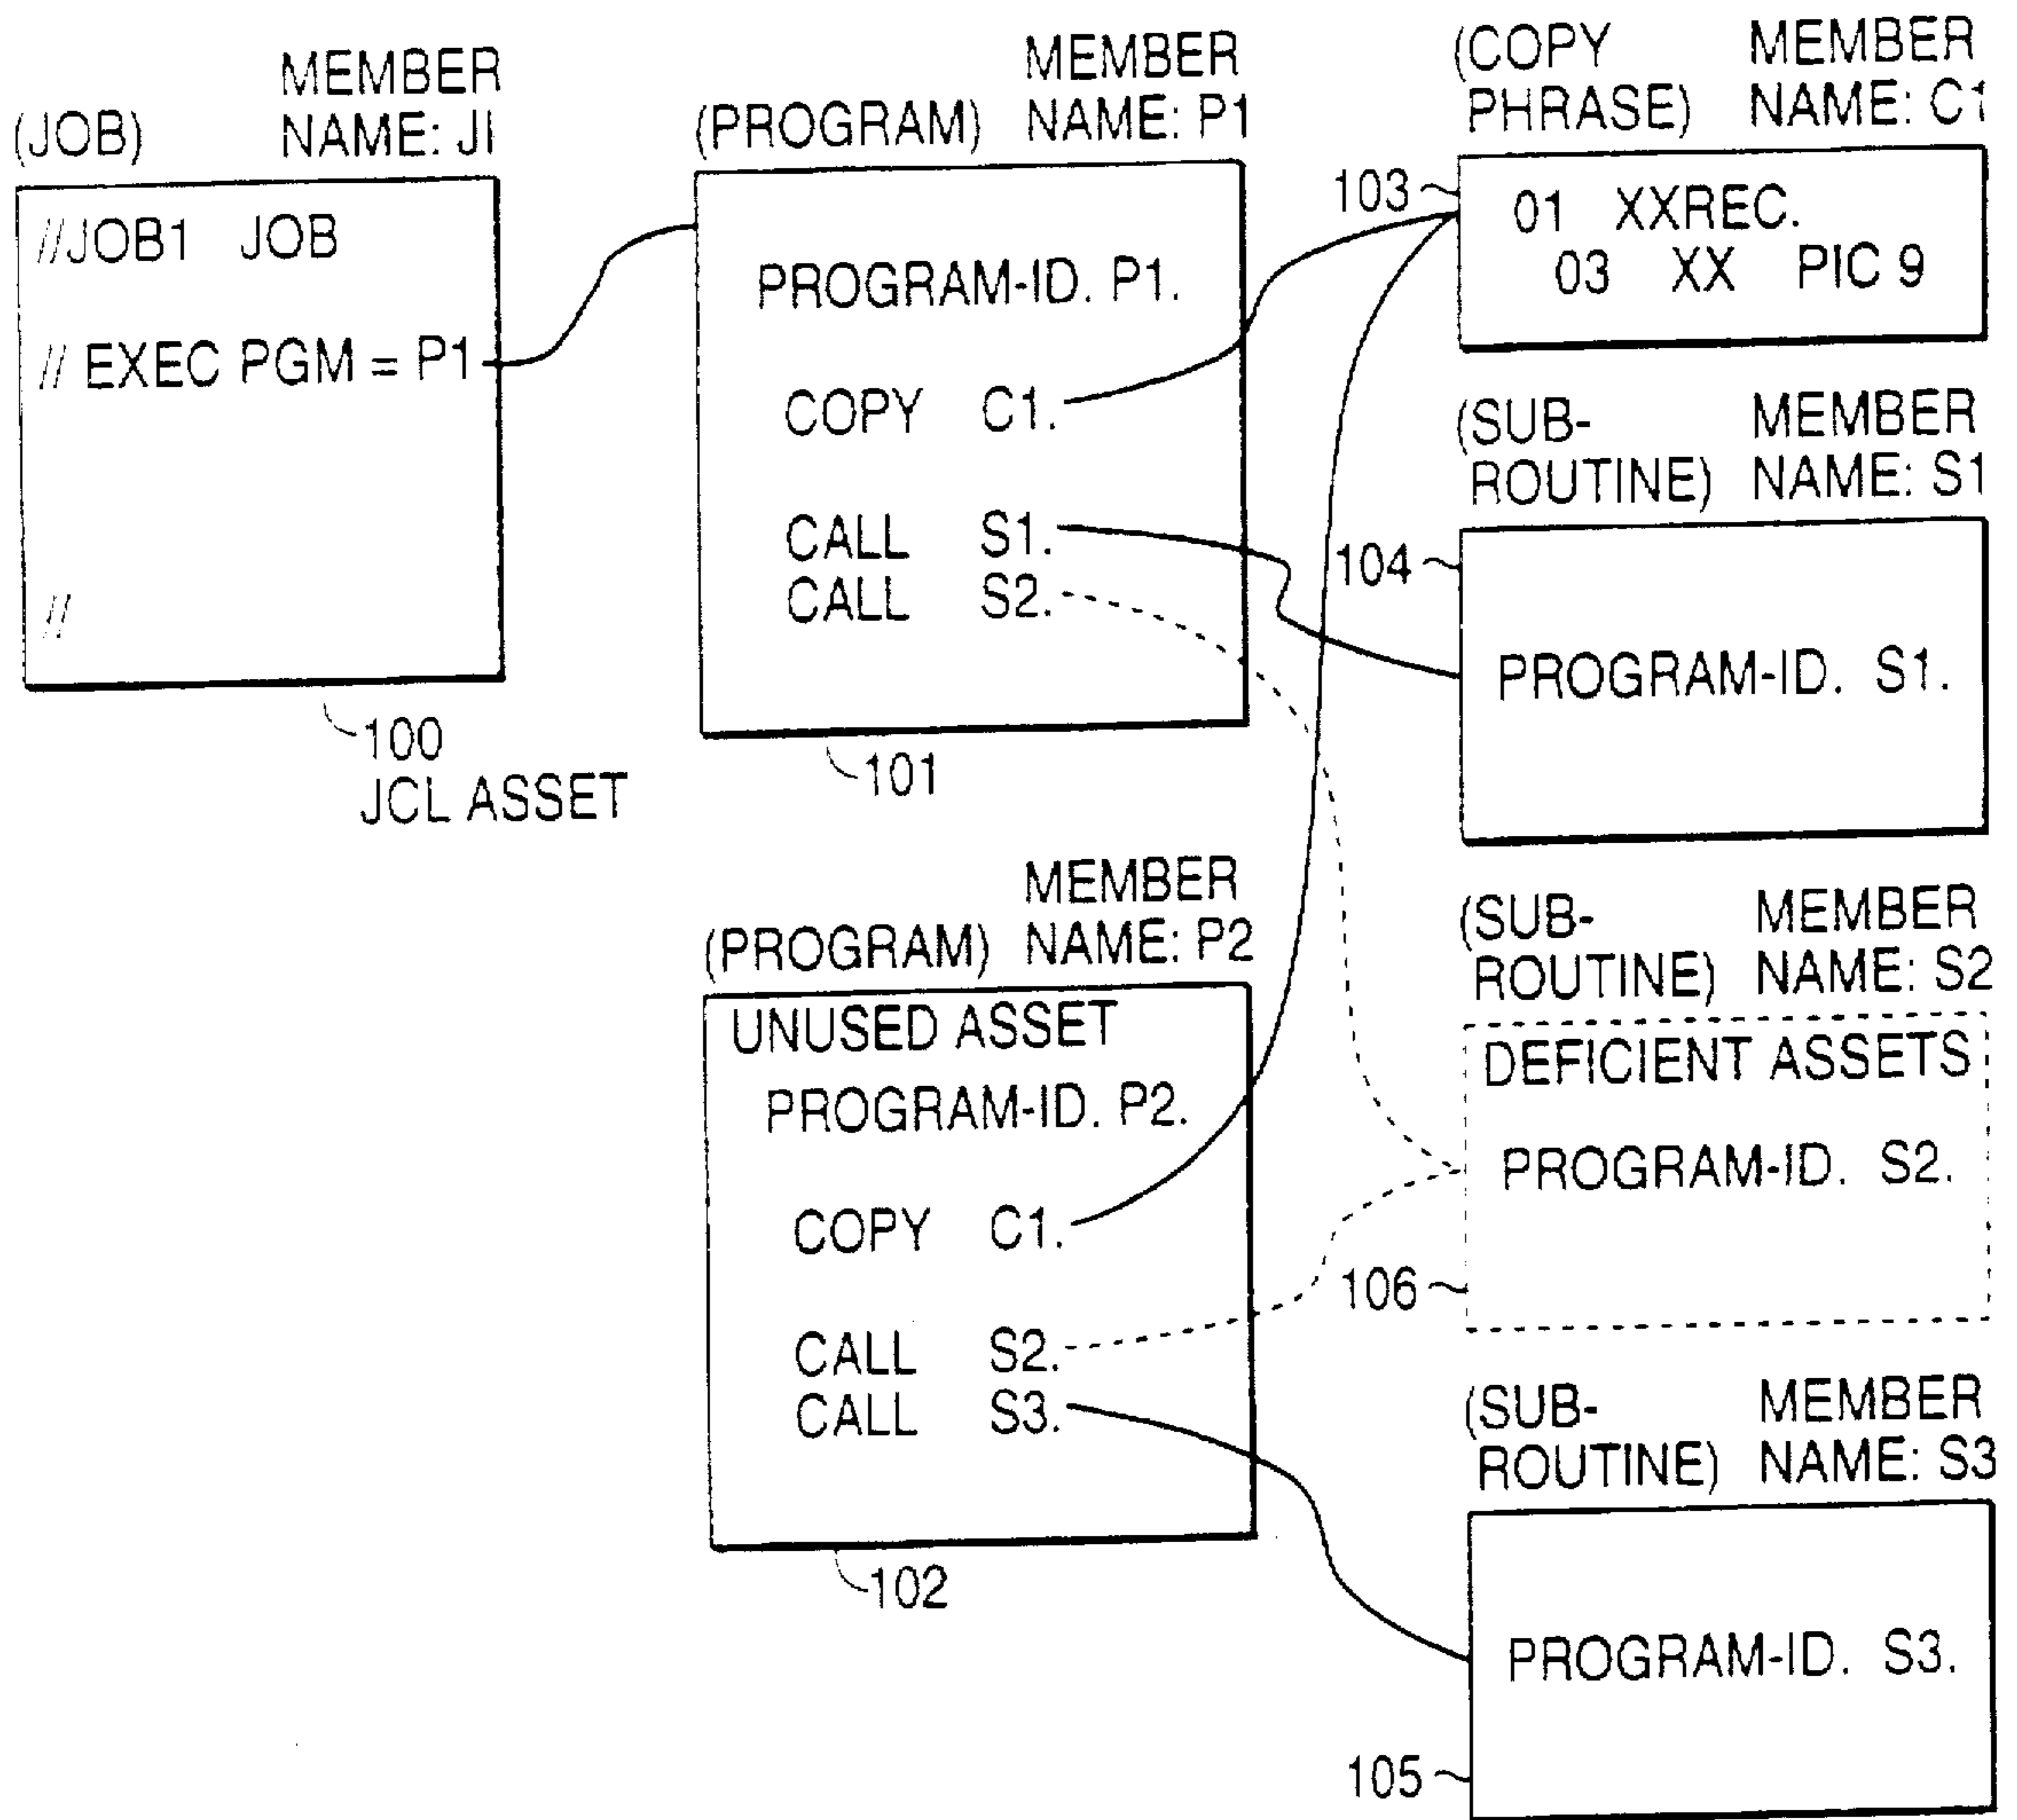 (JOB) MEMBER
NAME: JI
//JOB1 JOB
// EXEC PGM = P1
//
100
JCL ASSET
(PROGRAM) MEMBER
NAME: P1
PROGRAM-ID. P1.
COPY C1.
CALL S1.
CALL S2.
101
(PROGRAM) MEMBER
NAME: P2
UNUSED ASSET
PROGRAM-ID. P2.
COPY C1.
CALL S2.
CALL S3.
102
(COPY MEMBER
PHRASE) NAME: C1
103
01 XXREC.
03 XX PIC 9
(SUB- MEMBER
ROUTINE) NAME: S1
104
PROGRAM-ID. S1.
(SUB- MEMBER
ROUTINE) NAME: S2
DEFICIENT ASSETS
PROGRAM-ID. S2.
106
(SUB- MEMBER
ROUTINE) NAME: S3
PROGRAM-ID. S3.
105